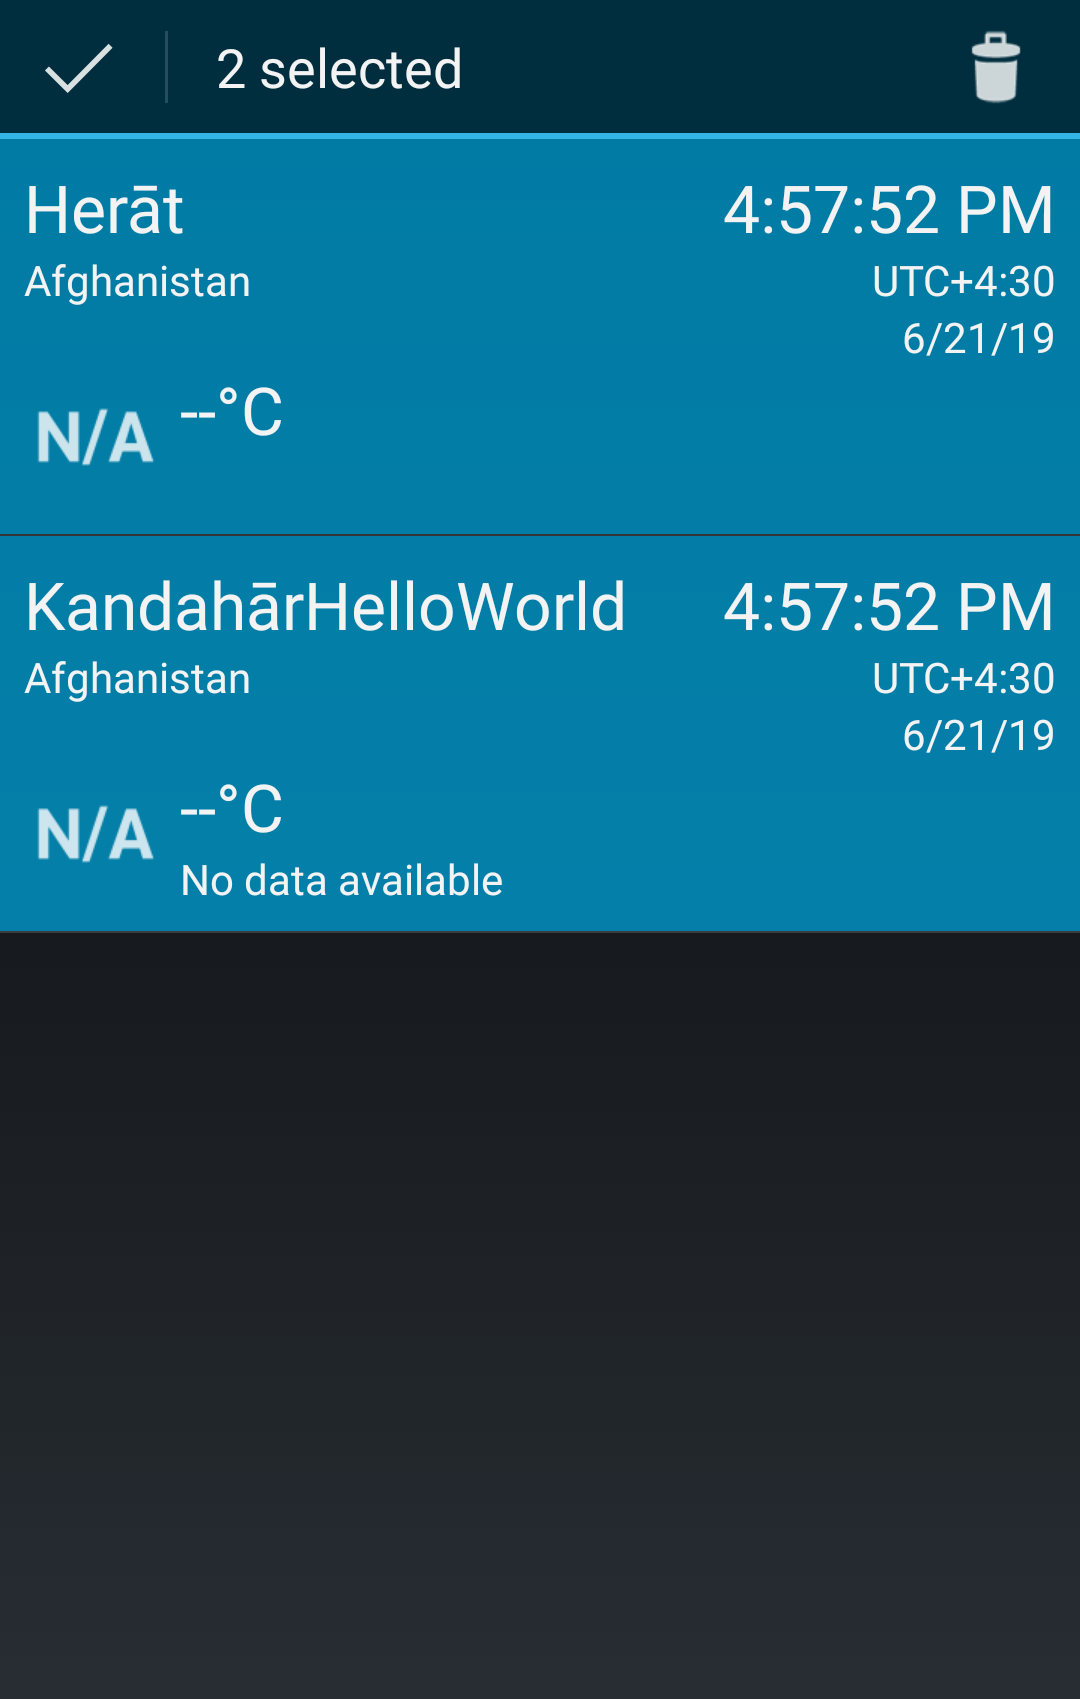 2 selected
Herāt
4:57:52 PM
Afghanistan
UTC+4:30
6/21/19
N/A
--°C
KandahārHelloWorld
4:57:52 PM
Afghanistan
UTC+4:30
6/21/19
N/A
--°C
No data available